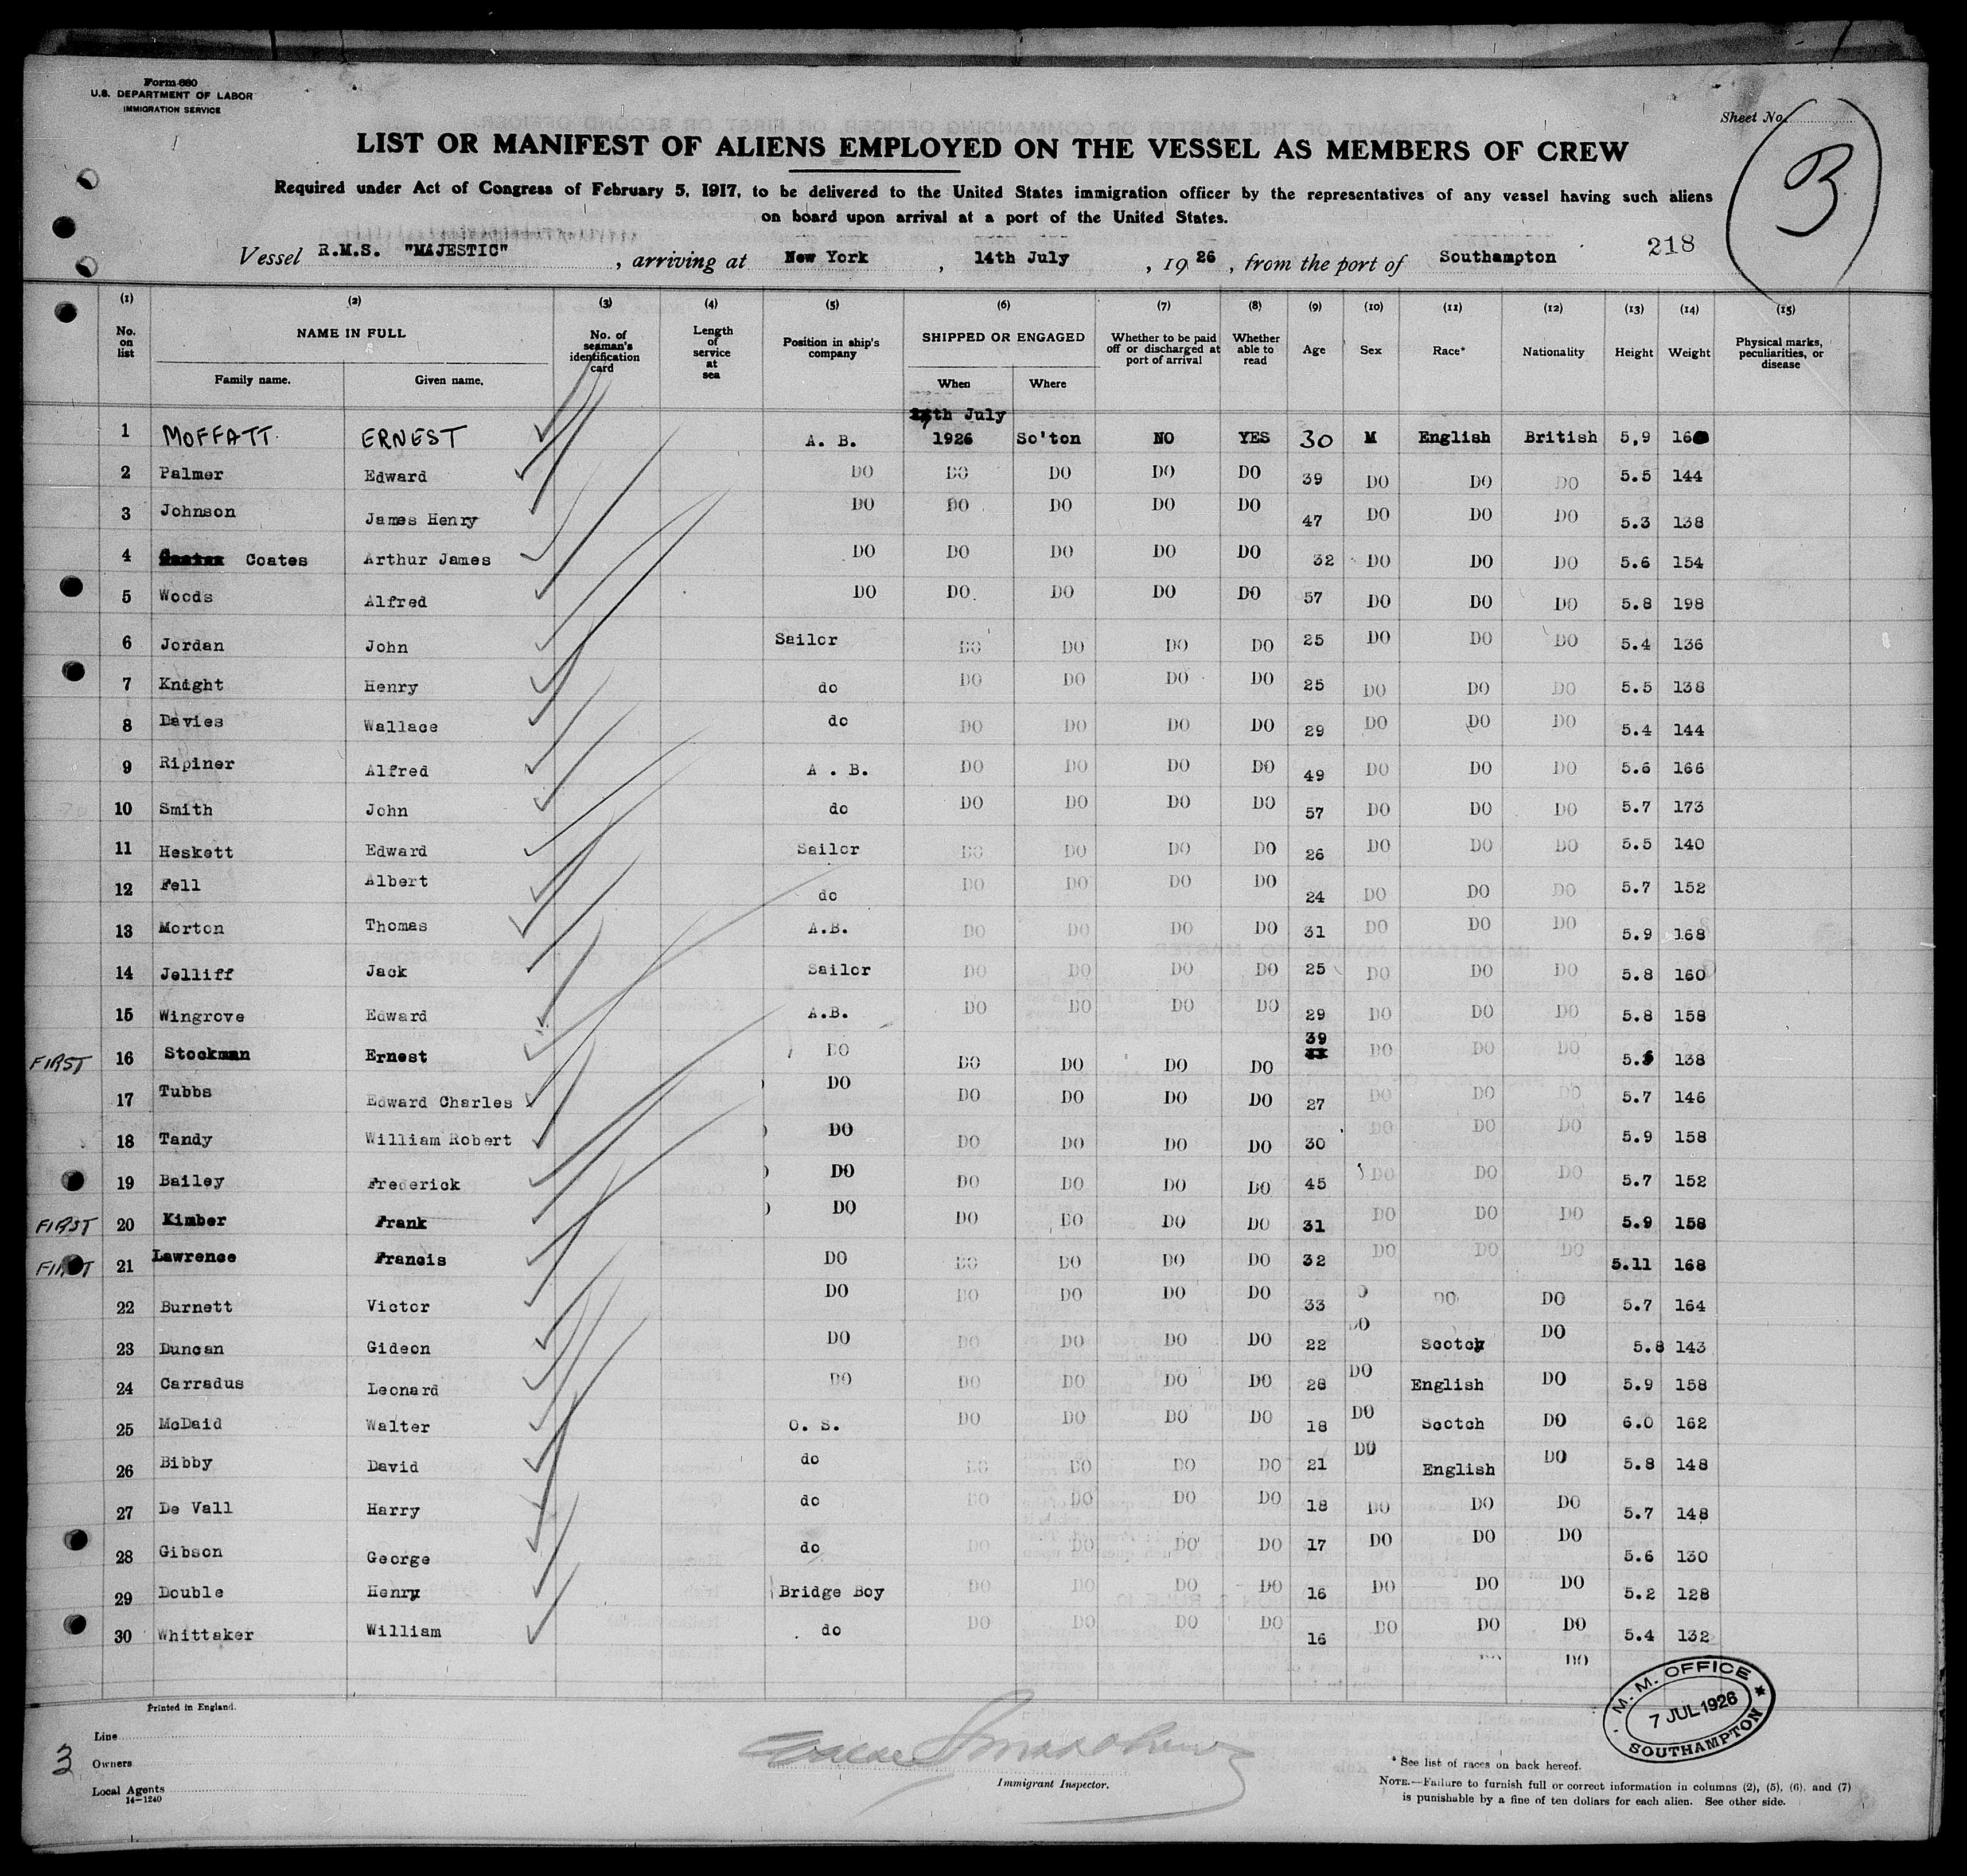 Form 680
U.S. DEPARTMENT OF LABOR
IMMIGRATION SERVICE
Sheet No.
B
LIST OR MANIFEST OF ALIENS EMPLOYED ON THE VESSEL AS MEMBERS OF CREW
Required under Act of Congress of February 5, 1917, to be delivered to the United States immigration officer by the representatives of any vessel having such aliens
on board upon arrival at a port of the United States.
Vessel R.M.S. "MAJESTIC", arriving at New York, 14th July, 1926, from the port of Southampton 218
(1) (2) (3) (4) (5) (6) (7) (8) (9) (10) (11) (12) (13) (14) (15)
No. on list NAME IN FULL Family name. Given name. No. of seaman's identification card Length of service at sea Position in ship's company SHIPPED OR ENGAGED When Where Whether to be paid off or discharged at port of arrival Whether able to read Age Sex Race* Nationality Height Weight Physical marks, peculiarities, or disease
1 MOFFATT. ERNEST A. B. 7th July 1926 So'ton NO YES 30 M English British 5,9 160
2 Palmer Edward DO DO DO DO DO 39 DO DO DO 5.5 144
3 Johnson James Henry DO DO DO DO DO 47 DO DO DO 5.3 138
4 Coates Arthur James DO DO DO DO DO 32 DO DO DO 5.6 154
5 Woods Alfred DO DO DO DO DO 57 DO DO DO 5.8 198
6 Jordan John Sailor DO DO DO DO 25 DO DO DO 5.4 136
7 Knight Henry do DO DO DO DO 25 DO DO DO 5.5 138
8 Davies Wallace do DO DO DO DO 29 DO DO DO 5.4 144
9 Ripiner Alfred A . B. DO DO DO DO 49 DO DO DO 5.6 166
10 Smith John do DO DO DO DO 57 DO DO DO 5.7 173
11 Heskett Edward Sailor DO DO DO DO 26 DO DO DO 5.5 140
12 Fell Albert do DO DO DO DO 24 DO DO DO 5.7 152
13 Morton Thomas A.B. DO DO DO DO 31 DO DO DO 5.9 168
14 Jelliff Jack Sailor DO DO DO DO 25 DO DO DO 5.8 160
15 Wingrove Edward A.B. DO DO DO DO 29 DO DO DO 5.8 158
FIRST 16 Stockman Ernest DO DO DO DO DO 39 DO DO DO 5.6 138
17 Tubbs Edward Charles DO DO DO DO DO 27 DO DO DO 5.7 146
18 Tandy William Robert DO DO DO DO DO 30 DO DO DO 5.9 158
19 Bailey Frederick DO DO DO DO DO 45 DO DO DO 5.7 152
FIRST 20 Kimber Frank DO DO DO DO DO 31 DO DO DO 5.9 158
FIRST 21 Lawrence Francis DO DO DO DO DO 32 DO DO DO 5.11 168
22 Burnett Victor DO DO DO DO DO 33 DO DO 5.7 164
23 Duncan Gideon DO DO DO DO DO 22 DO Scotch DO 5.8 143
24 Carradus Leonard DO DO DO DO DO 28 DO English DO 5.9 158
25 McDaid Walter O. S. DO DO DO DO 18 DO Scotch DO 6.0 162
26 Bibby David do DO DO DO DO 21 DO English DO 5.8 148
27 De Vall Harry do DO DO DO DO 18 DO DO DO 5.7 148
28 Gibson George do DO DO DO DO 17 DO DO DO 5.6 130
29 Double Henry Bridge Boy DO DO DO DO 16 DO DO DO 5.2 128
30 Whittaker William do DO DO DO DO 16 DO DO DO 5.4 132
DO
Printed in England.
Line
3 Owners
Local Agents
14-1240
Immigrant Inspector.
M. M. OFFICE
7 JUL 1926
SOUTHAMPTON
* See list of races on back hereof.
NOTE.—Failure to furnish full or correct information in columns (2), (5), (6), and (7)
is punishable by a fine of ten dollars for each alien. See other side.